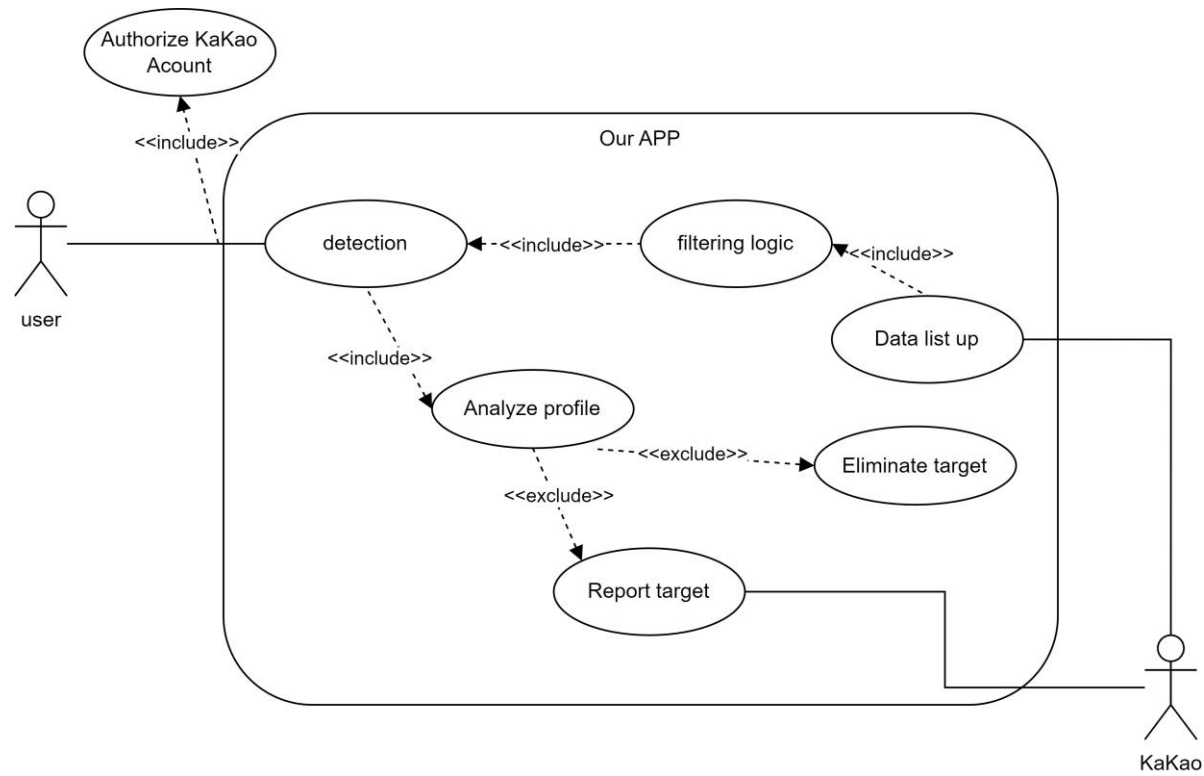 Authorize KaKao
Acount
<<include>>
Our APP
user
detection
<<include>>
filtering logic
<<include>>
Data list up
<<include>>
Analyze profile
<<exclude>>
Eliminate target
<<exclude>>
Report target
KaKao